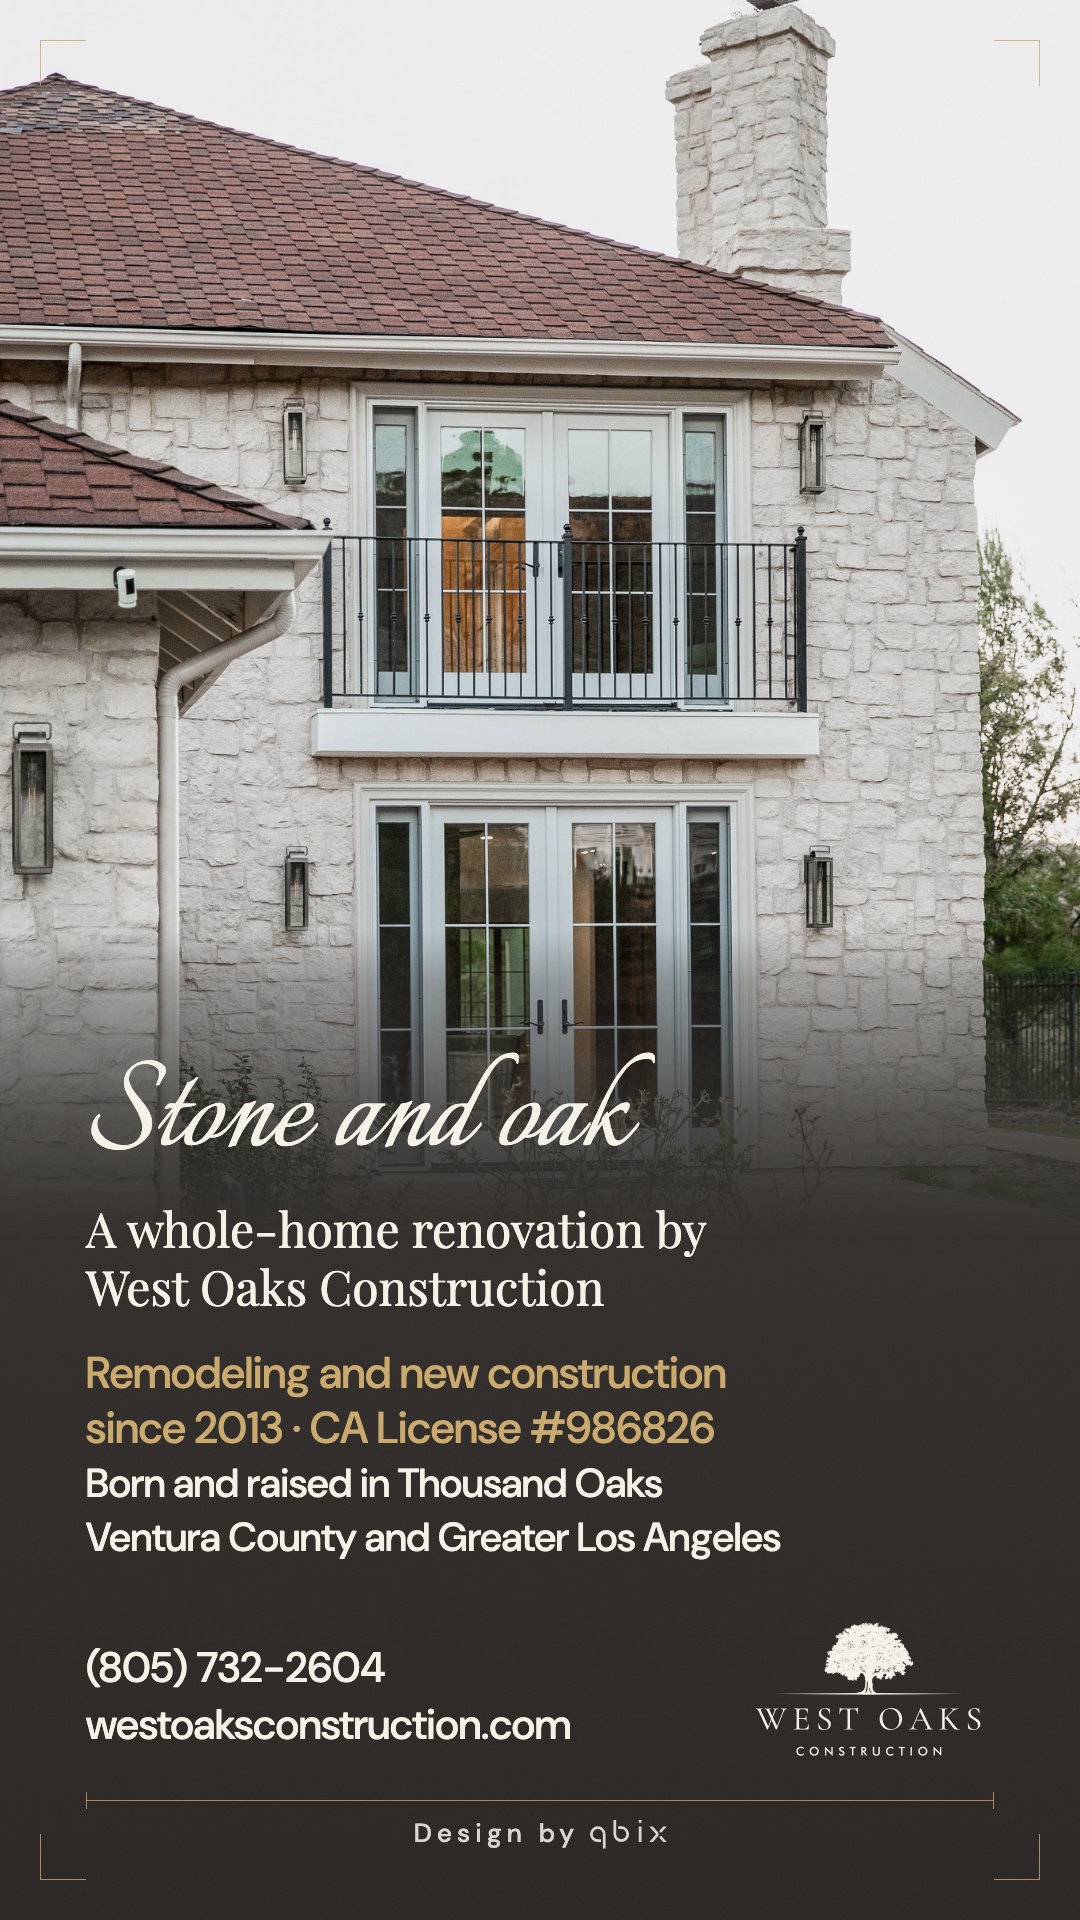 Stone and oak
A whole-home renovation by
West Oaks Construction
Remodeling and new construction
since 2013 · CA License #986826
Born and raised in Thousand Oaks
Ventura County and Greater Los Angeles
(805) 732-2604
westoaksconstruction.com
WEST OAKS
CONSTRUCTION
Design by qbix